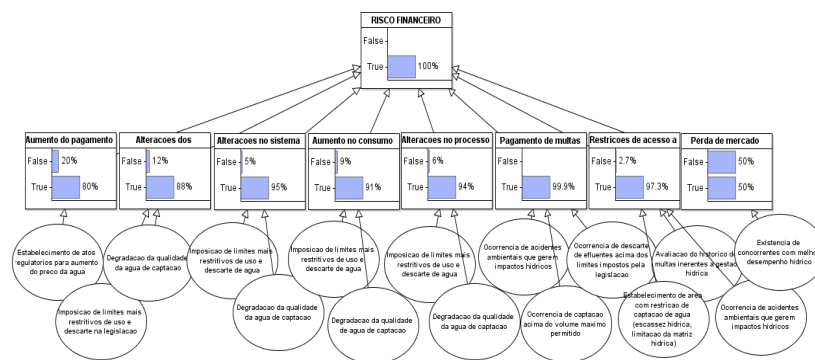 RISCO FINANCEIRO
False
True 100%
Aumento do pagamento
False 20%
True 80%
Alteracoes dos
False 12%
True 88%
Alteracoes no sistema
False 5%
True 95%
Aumento no consumo
False 9%
True 91%
Alteracoes no processo
False 6%
True 94%
Pagamento de multas
False
True 99.9%
Restricoes de acesso a
False 2.7%
True 97.3%
Perda de mercado
False 50%
True 50%
Estabelecimento de atos
regulatorios para aumento
do preco da agua
Imposicao de limites mais
restritivos de uso e
descarte na legislacao
Degradacao da qualidade
da agua de captacao
Imposicao de limites mais
restritivos de uso e
descarte de agua
Degradacao da qualidade
da agua de captacao
Imposicao de limites mais
restritivos de uso e
descarte de agua
Degradacao da qualidade
de agua de captacao
Imposicao de limites mais
restritivos de uso e
descarte de agua
Degradacao da qualidade
da agua de captacao
Ocorrencia de acidentes
ambientais que gerem
impactos hidricos
Ocorrencia de captacao
acima do volume maximo
permitido
Ocorrencia de descarte
de efluentes acima dos
limites impostos pela
legislacao
Estabelecimento de area
com restricao de
captacao de agua
(escassez hidrica,
limitacao da matriz
hidrica)
Avaliacao do historico de
multas inerentes a gestao
hidrica
Ocorrencia de acidentes
ambientais que gerem
impactos hidricos
Existencia de
concorrentes com melho
desempenho hidrico